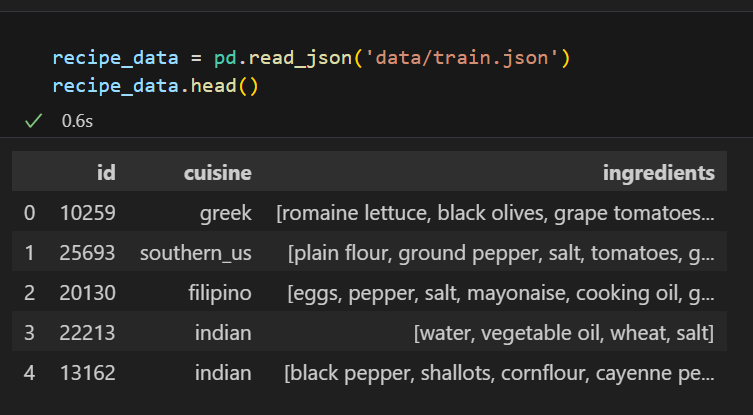 recipe_data = pd.read_json('data/train.json')
recipe_data.head()
0.6s
id cuisine ingredients
0 10259 greek [romaine lettuce, black olives, grape tomatoes...
1 25693 southern_us [plain flour, ground pepper, salt, tomatoes, g...
2 20130 filipino [eggs, pepper, salt, mayonaise, cooking oil, g...
3 22213 indian [water, vegetable oil, wheat, salt]
4 13162 indian [black pepper, shallots, cornflour, cayenne pe...